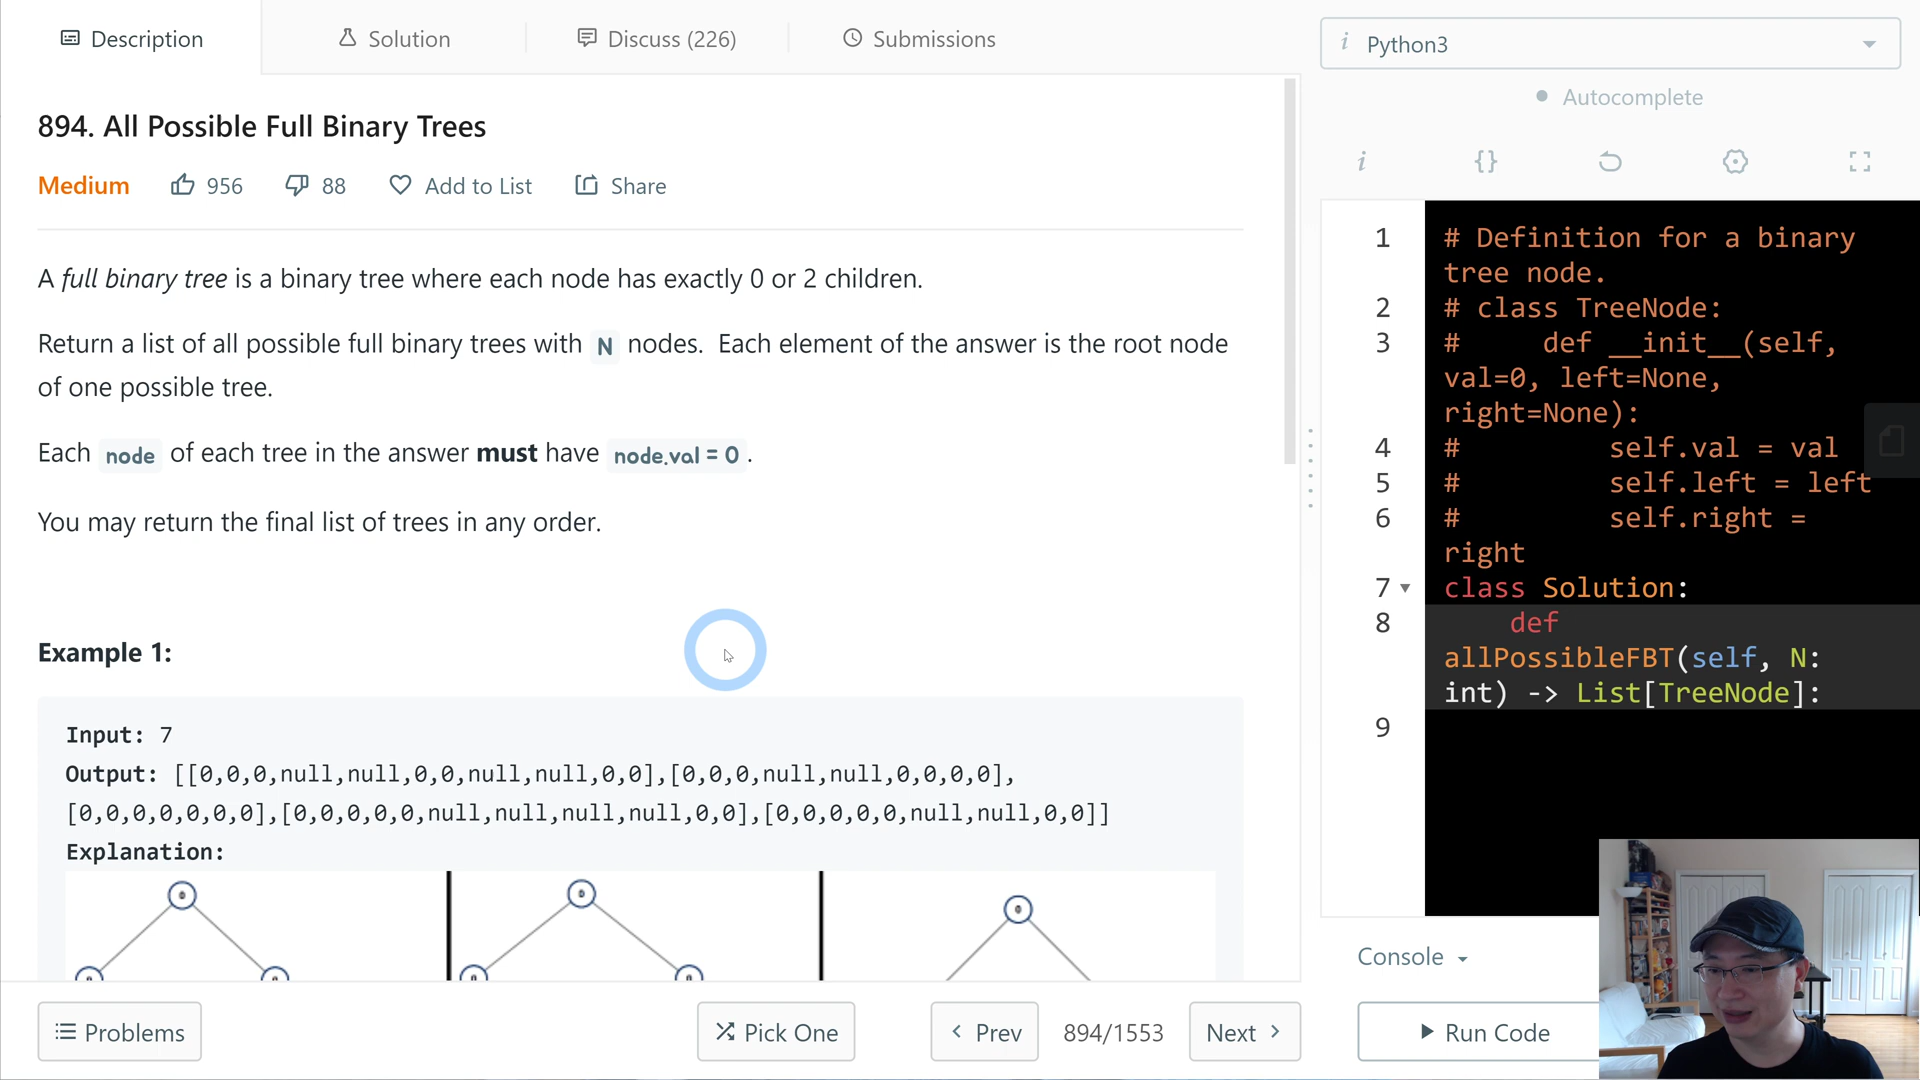 Description
Solution
Discuss (226)
Submissions
894. All Possible Full Binary Trees
Medium
956
88
Add to List
Share
A full binary tree is a binary tree where each node has exactly 0 or 2 children.
Return a list of all possible full binary trees with N nodes.  Each element of the answer is the root node
of one possible tree.
Each node of each tree in the answer must have node.val = 0.
You may return the final list of trees in any order.
Example 1:
Input: 7
Output: [[0,0,0,null,null,0,0,null,null,0,0],[0,0,0,null,null,0,0,0,0],
[0,0,0,0,0,0,0],[0,0,0,0,0,null,null,null,null,0,0],[0,0,0,0,0,null,null,0,0]]
Explanation:
0
0
0
Problems
Pick One
Prev
894/1553
Next
i Python3
Autocomplete
i {}
1 # Definition for a binary
tree node.
2 # class TreeNode:
3 #     def __init__(self,
val=0, left=None,
right=None):
4 #         self.val = val
5 #         self.left = left
6 #         self.right =
right
7 class Solution:
8     def
allPossibleFBT(self, N:
int) -> List[TreeNode]:
9
Console
Run Code